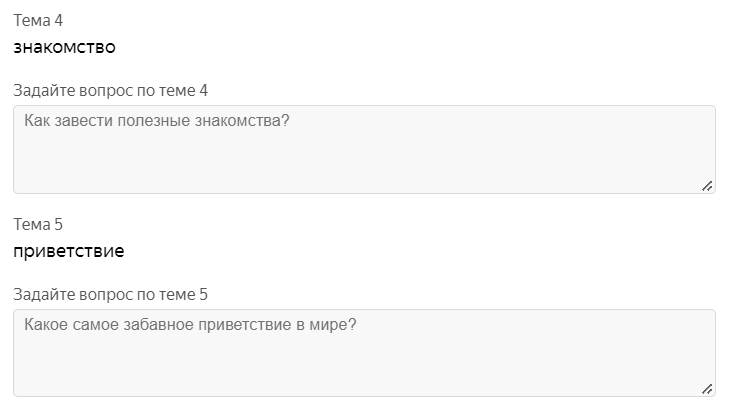 Тема 4
знакомство
Задайте вопрос по теме 4
Как завести полезные знакомства?
Тема 5
приветствие
Задайте вопрос по теме 5
Какое самое забавное приветствие в мире?